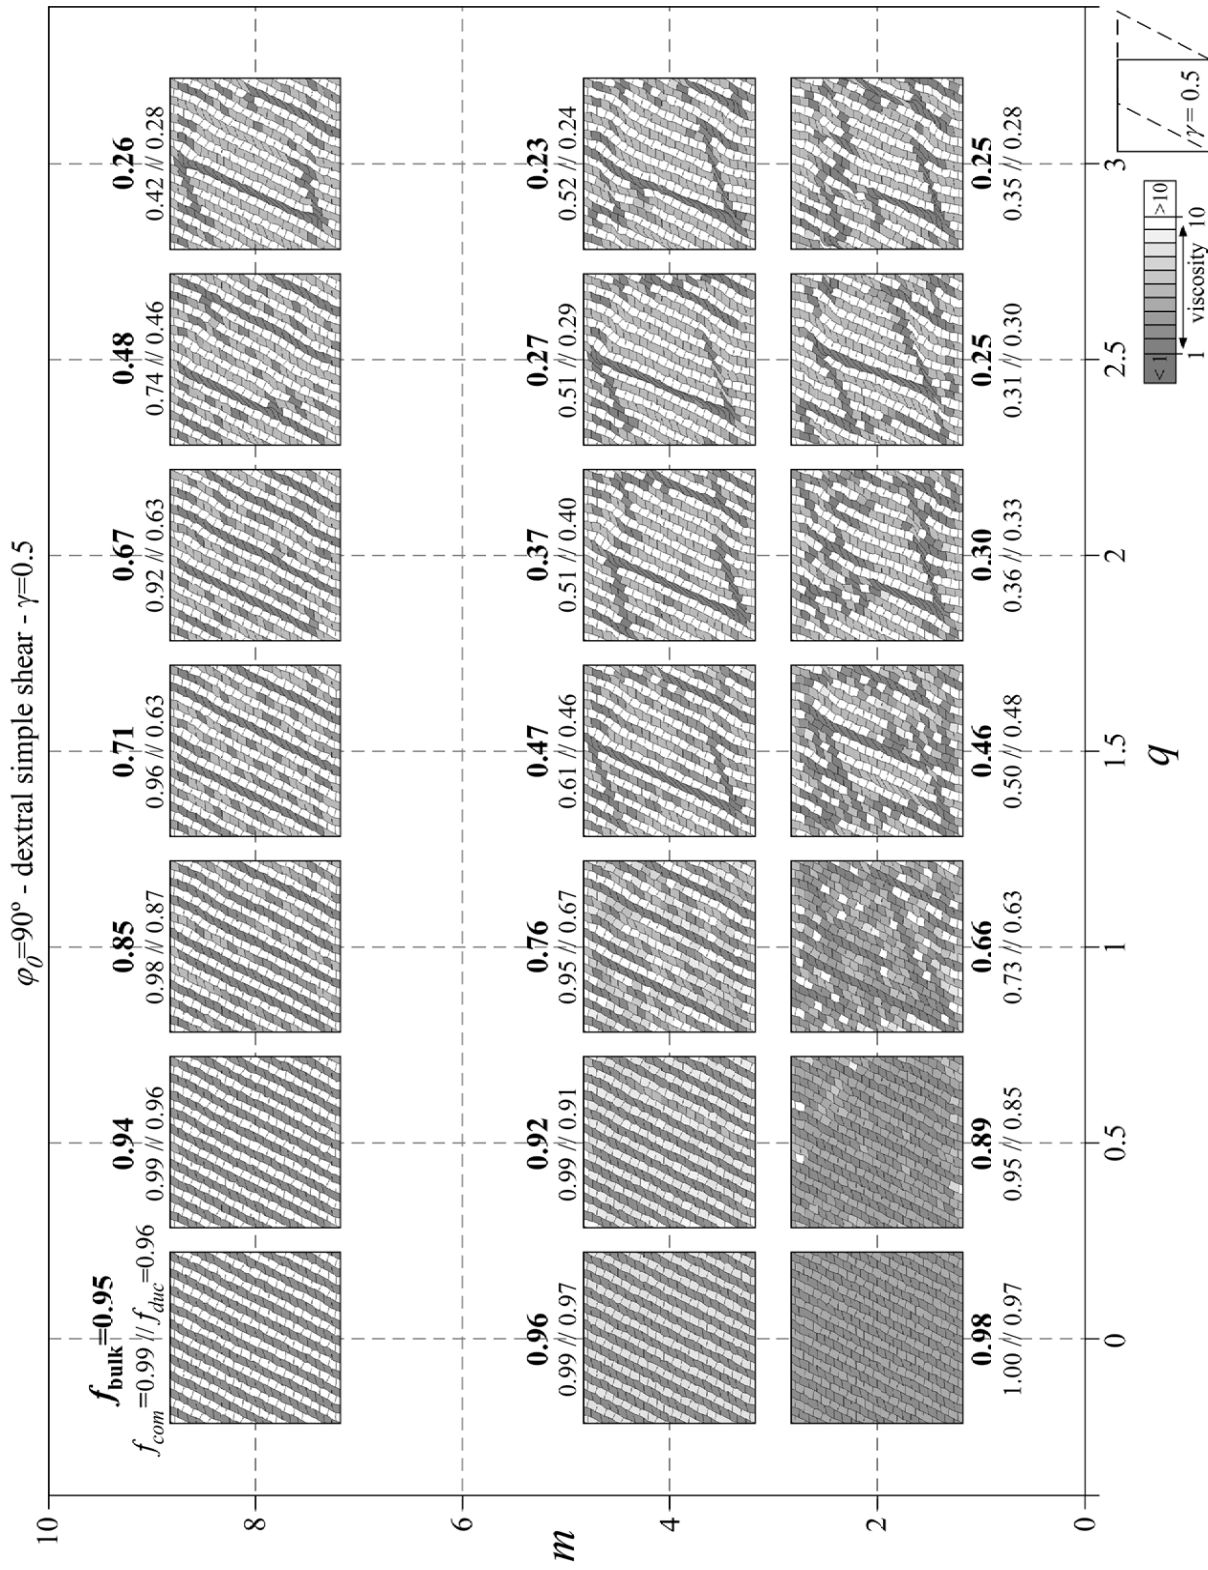 φ0=90º - dextral simple shear - γ=0.5
10
8
6
4
2
0
m
fbulk=0.95
fcom=0.99 // fduc=0.96
0.94
0.99 // 0.96
0.85
0.98 // 0.87
0.71
0.96 // 0.63
0.67
0.92 // 0.63
0.48
0.74 // 0.46
0.26
0.42 // 0.28
0.96
0.99 // 0.97
0.92
0.99 // 0.91
0.76
0.95 // 0.67
0.47
0.61 // 0.46
0.37
0.51 // 0.40
0.27
0.51 // 0.29
0.23
0.52 // 0.24
0.98
1.00 // 0.97
0.89
0.95 // 0.85
0.66
0.73 // 0.63
0.46
0.50 // 0.48
0.30
0.36 // 0.33
0.25
0.31 // 0.30
0.25
0.35 // 0.28
0
0.5
1
1.5
2
2.5
3
q
< 1
>10
1
10
viscosity
γ = 0.5